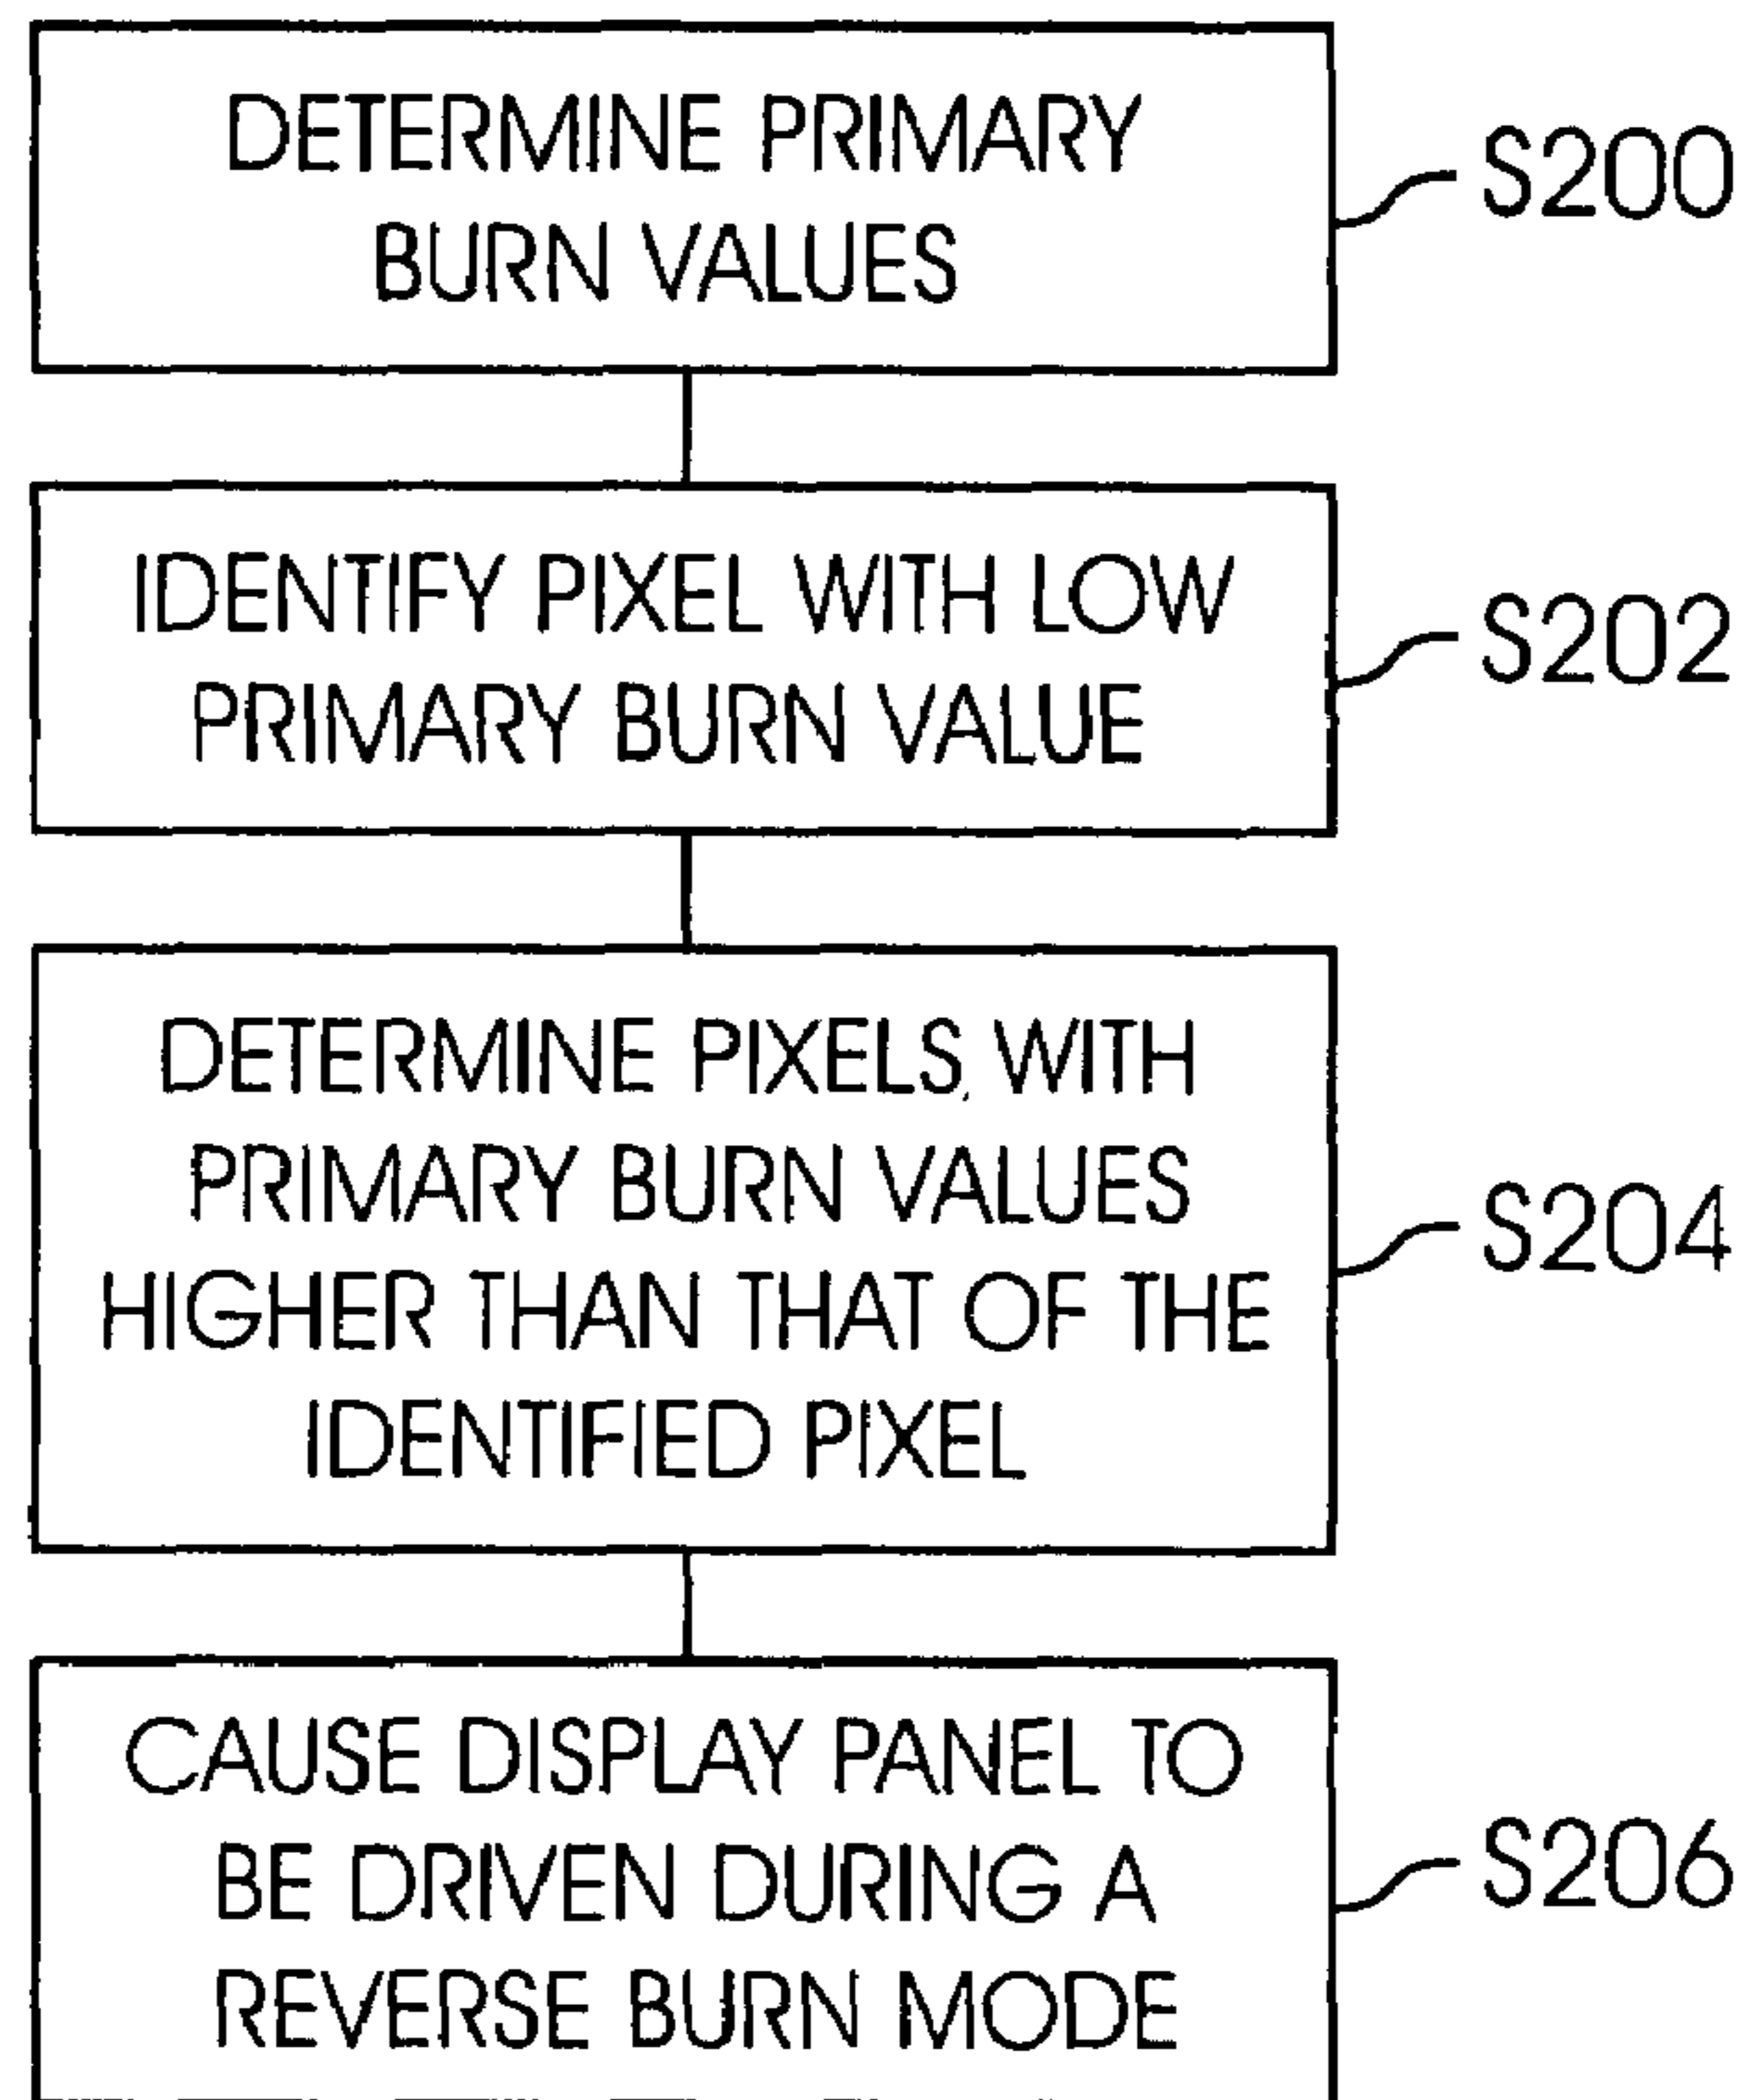 DETERMINE PRIMARY
BURN VALUES
S200
IDENTIFY PIXEL WITH LOW
PRIMARY BURN VALUE
S202
DETERMINE PIXELS, WITH
PRIMARY BURN VALUES
HIGHER THAN THAT OF THE
IDENTIFIED PIXEL
S204
CAUSE DISPLAY PANEL TO
BE DRIVEN DURING A
REVERSE BURN MODE
S206